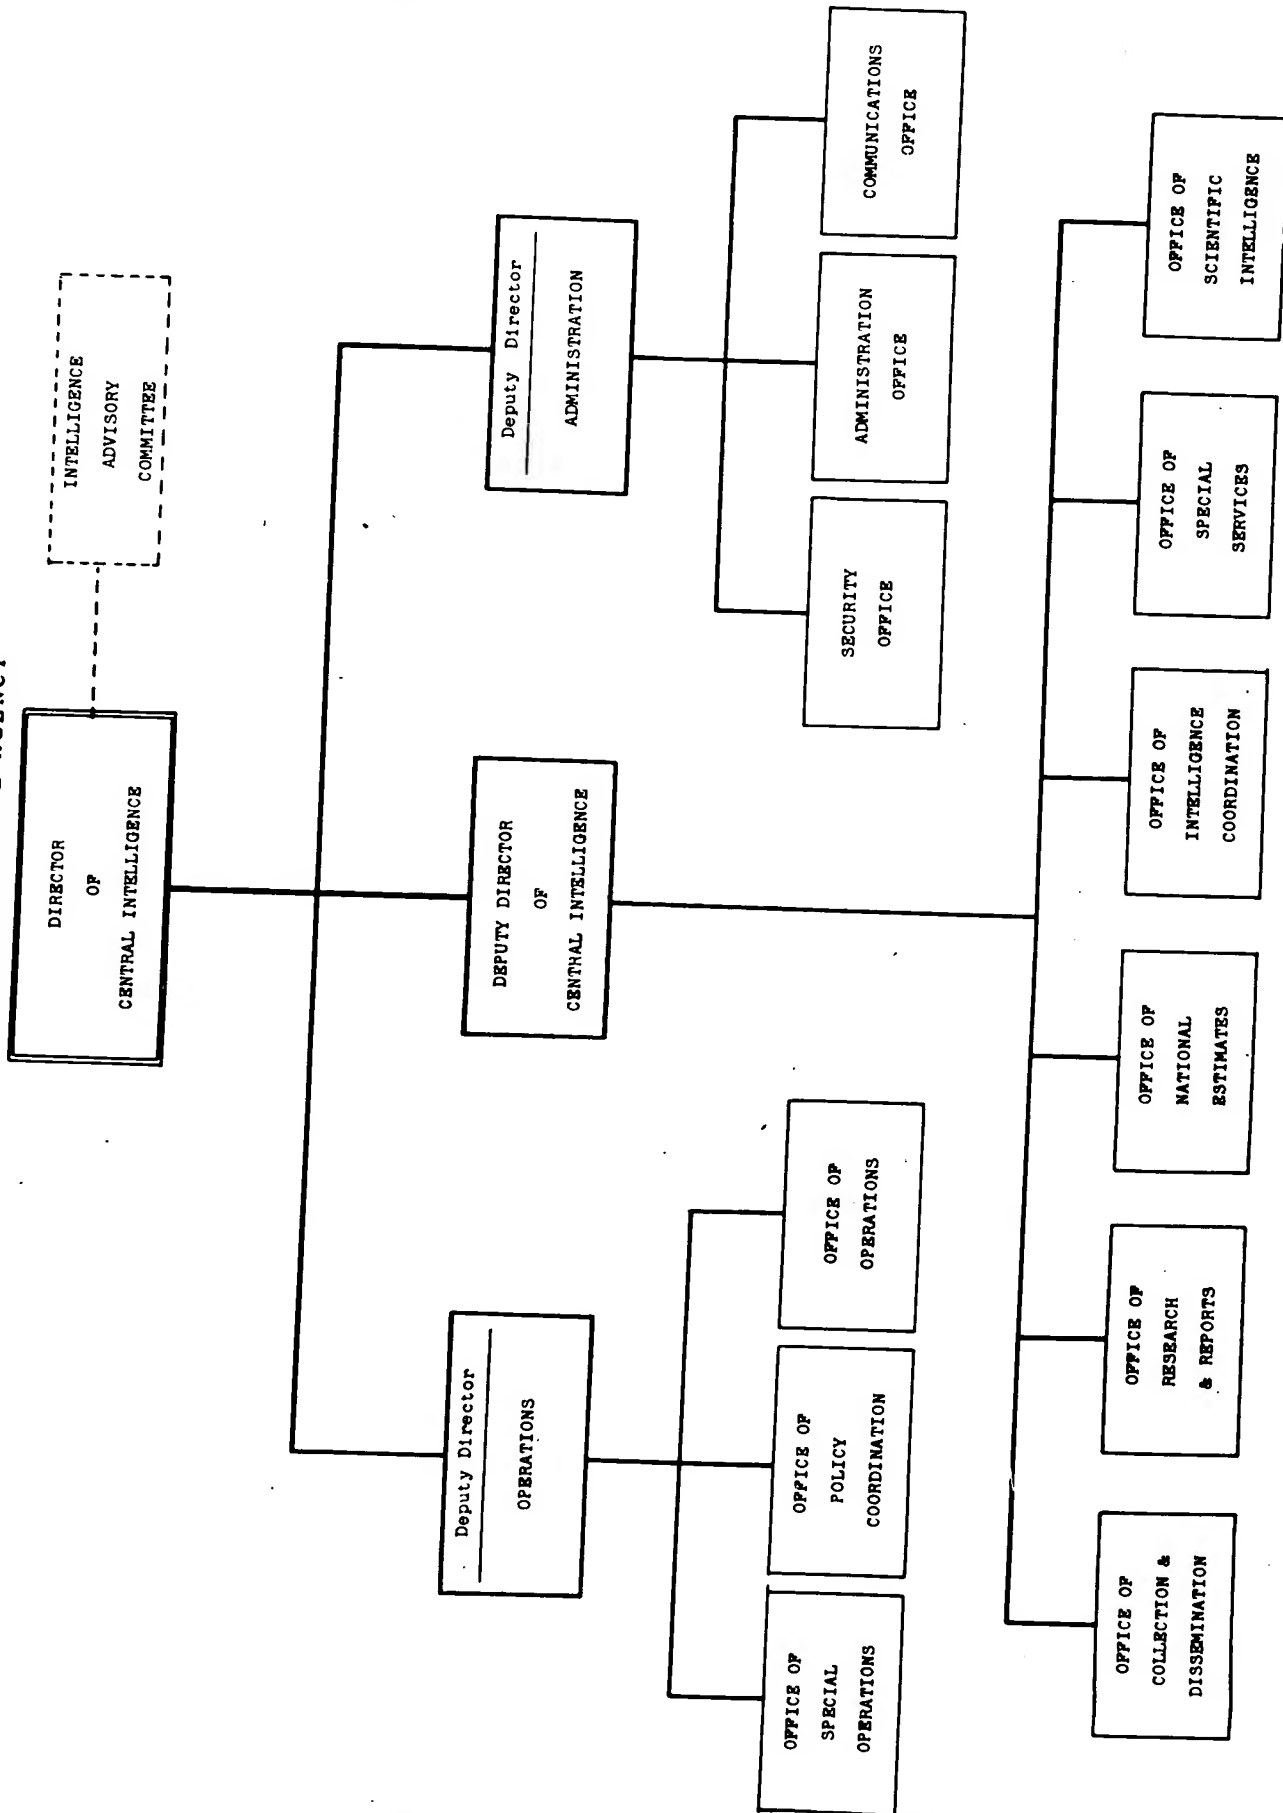 AGENCY
DIRECTOR
OF
CENTRAL INTELLIGENCE
INTELLIGENCE
ADVISORY
COMMITTEE
Deputy Director
OPERATIONS
DEPUTY DIRECTOR
OF
CENTRAL INTELLIGENCE
Deputy Director
ADMINISTRATION
OFFICE OF
SPECIAL
OPERATIONS
OFFICE OF
POLICY
COORDINATION
OFFICE OF
OPERATIONS
SECURITY
OFFICE
ADMINISTRATION
OFFICE
COMMUNICATIONS
OFFICE
OFFICE OF
COLLECTION &
DISSEMINATION
OFFICE OF
RESEARCH
& REPORTS
OFFICE OF
NATIONAL
ESTIMATES
OFFICE OF
INTELLIGENCE
COORDINATION
OFFICE OF
SPECIAL
SERVICES
OFFICE OF
SCIENTIFIC
INTELLIGENCE